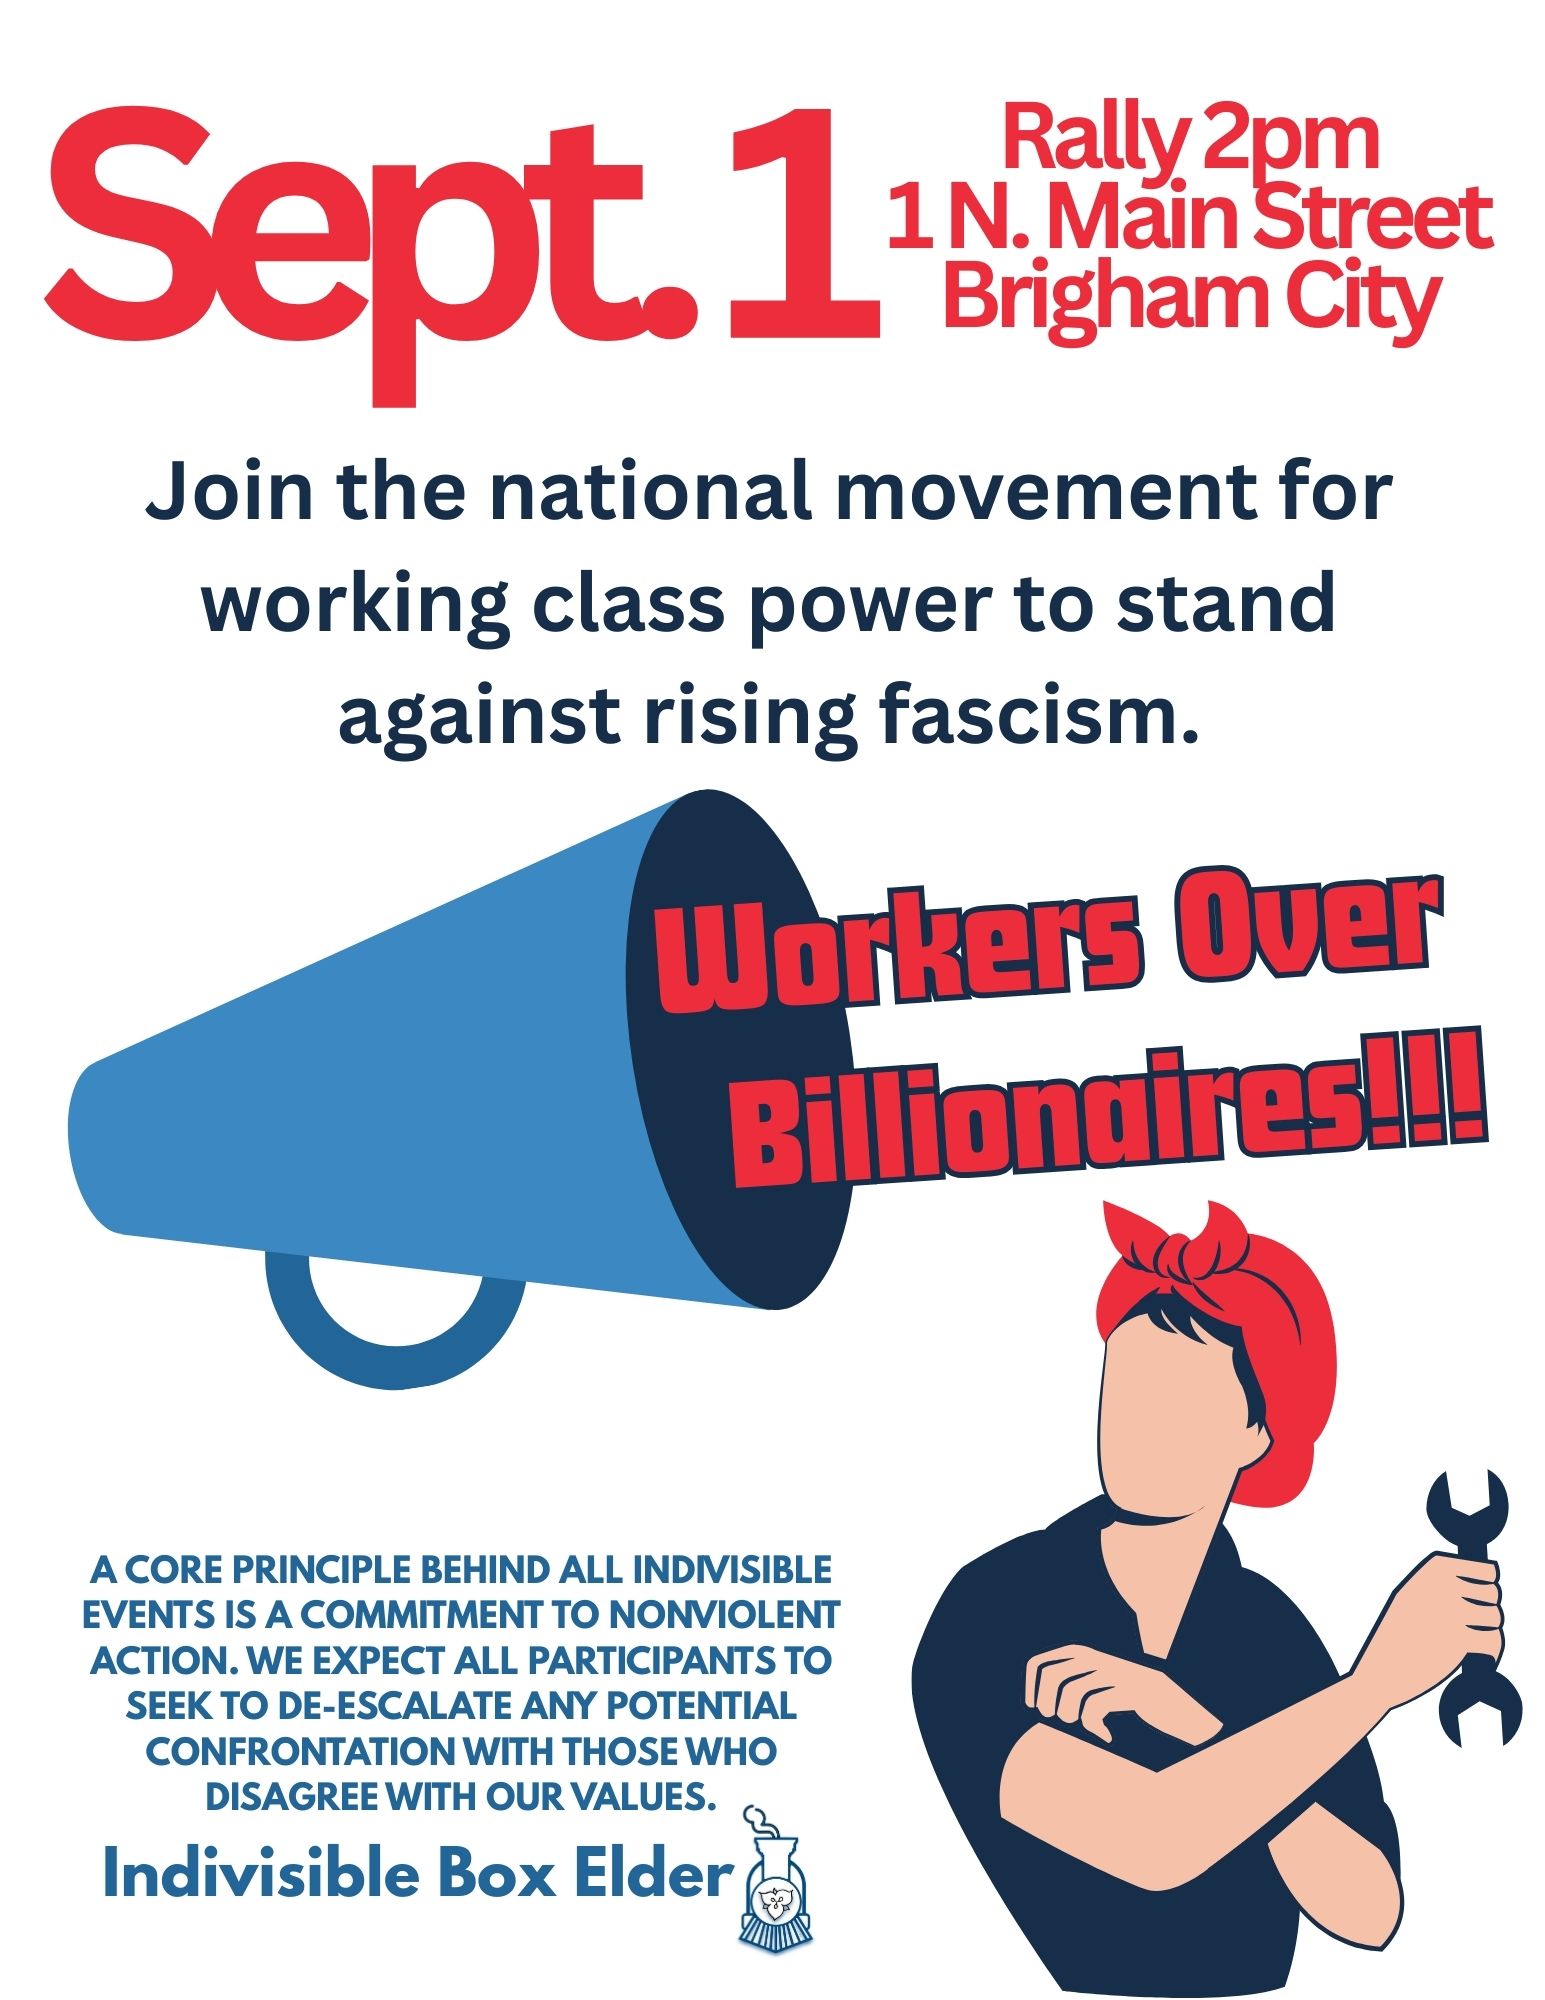 Sept. 1
Rally 2pm
1 N. Main Street
Brigham City
Join the national movement for
working class power to stand
against rising fascism.
Workers Over
Billionaires!!!
A CORE PRINCIPLE BEHIND ALL INDIVISIBLE
EVENTS IS A COMMITMENT TO NONVIOLENT
ACTION. WE EXPECT ALL PARTICIPANTS TO
SEEK TO DE-ESCALATE ANY POTENTIAL
CONFRONTATION WITH THOSE WHO
DISAGREE WITH OUR VALUES.
Indivisible Box Elder